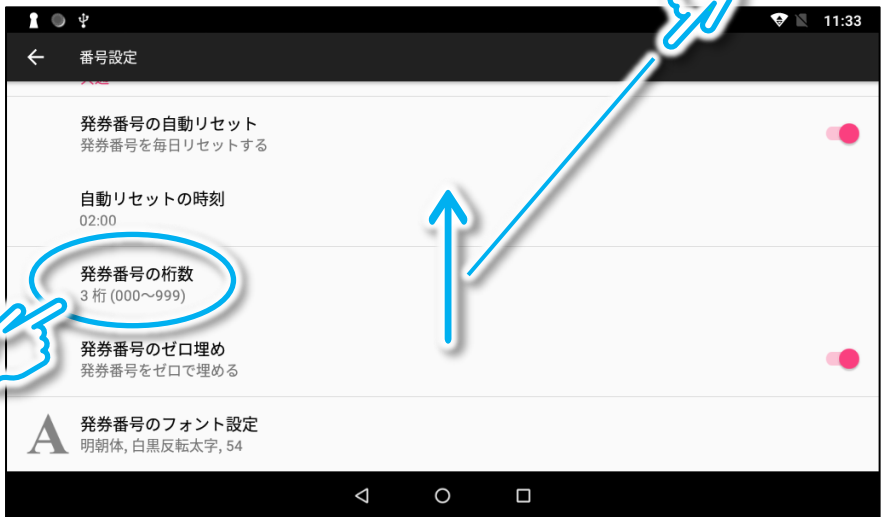 11:33
番号設定
発券番号の自動リセット
発券番号を毎日リセットする
自動リセットの時刻
02:00
発券番号の桁数
3 桁 (000～999)
発券番号のゼロ埋め
発券番号をゼロで埋める
A
発券番号のフォント設定
明朝体, 白黒反転太字, 54